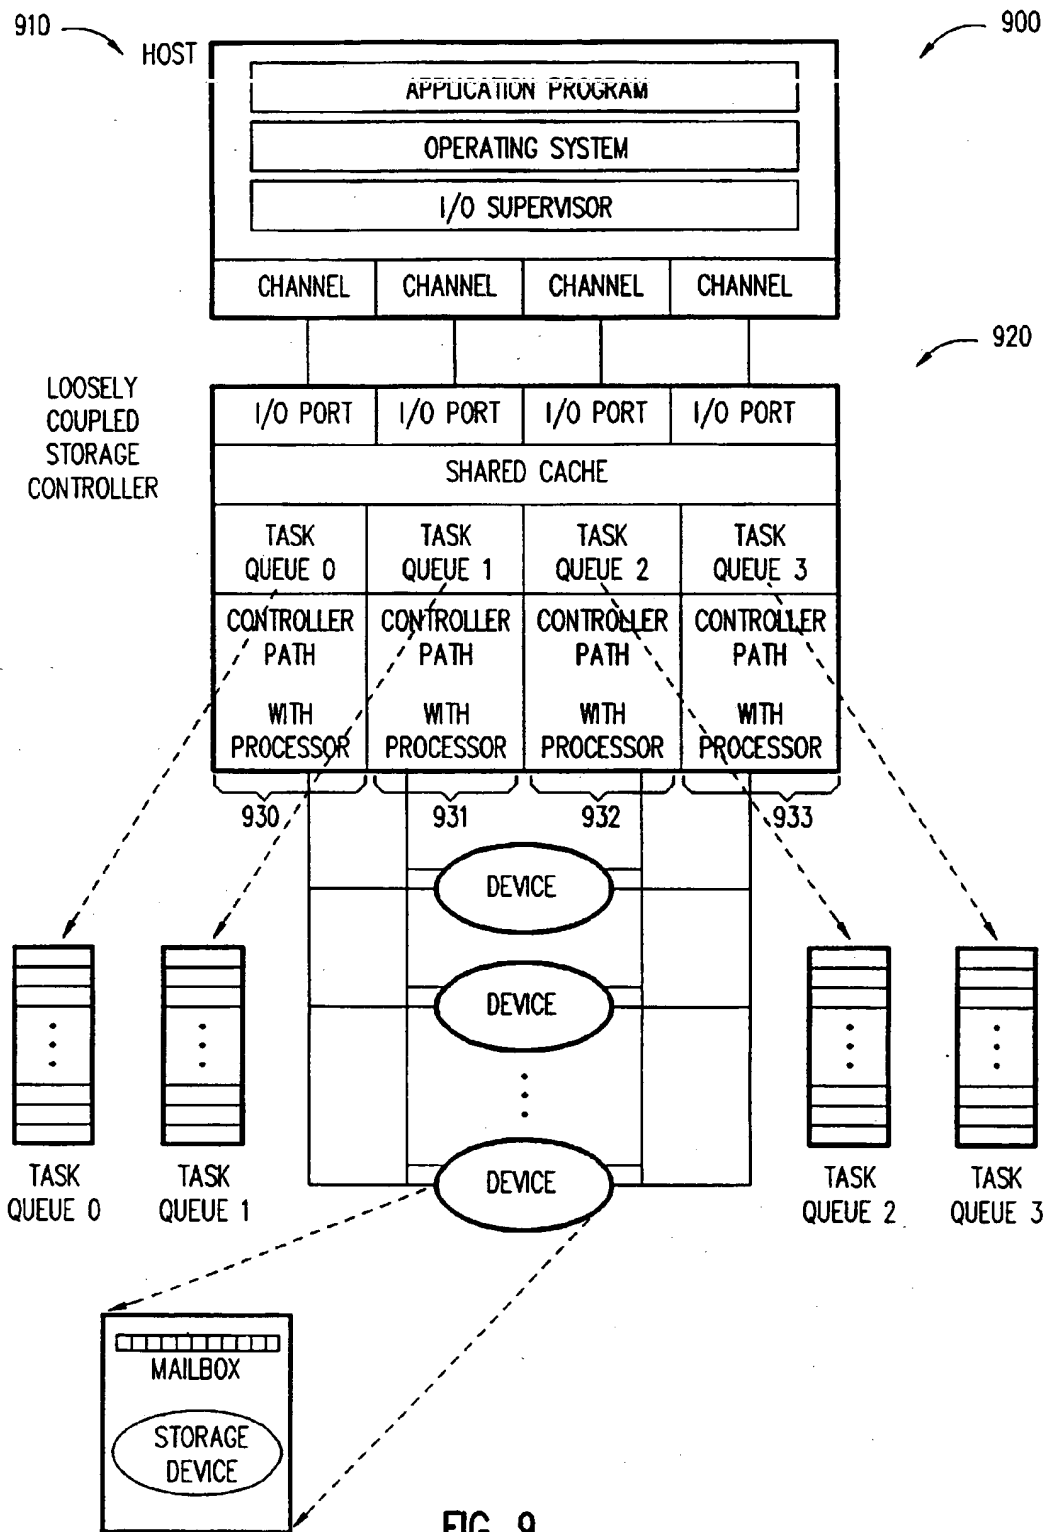 910
HOST
900
APPLICATION PROGRAM
OPERATING SYSTEM
I/O SUPERVISOR
CHANNEL CHANNEL CHANNEL CHANNEL
920
LOOSELY
COUPLED
STORAGE
CONTROLLER
I/O PORT I/O PORT I/O PORT I/O PORT
SHARED CACHE
TASK TASK TASK TASK
QUEUE 0 QUEUE 1 QUEUE 2 QUEUE 3
CONTROLLER CONTROLLER CONTROLLER CONTROLLER
PATH PATH PATH PATH
WITH WITH WITH WITH
PROCESSOR PROCESSOR PROCESSOR PROCESSOR
930 931 932 933
DEVICE
DEVICE
DEVICE
TASK TASK TASK TASK
QUEUE 0 QUEUE 1 QUEUE 2 QUEUE 3
MAILBOX
STORAGE
DEVICE
FIG. 9